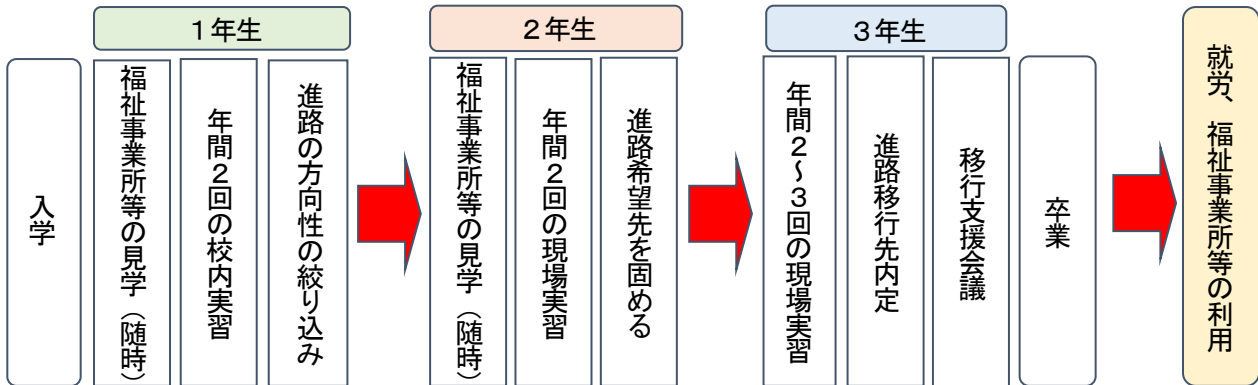 入学
１年生
福祉事業所等の見学（随時）
年間２回の校内実習
進路の方向性の絞り込み
２年生
福祉事業所等の見学（随時）
年間２回の現場実習
進路希望先を固める
３年生
年間２～３回の現場実習
進路移行先内定
移行支援会議
卒業
就労、福祉事業所等の利用